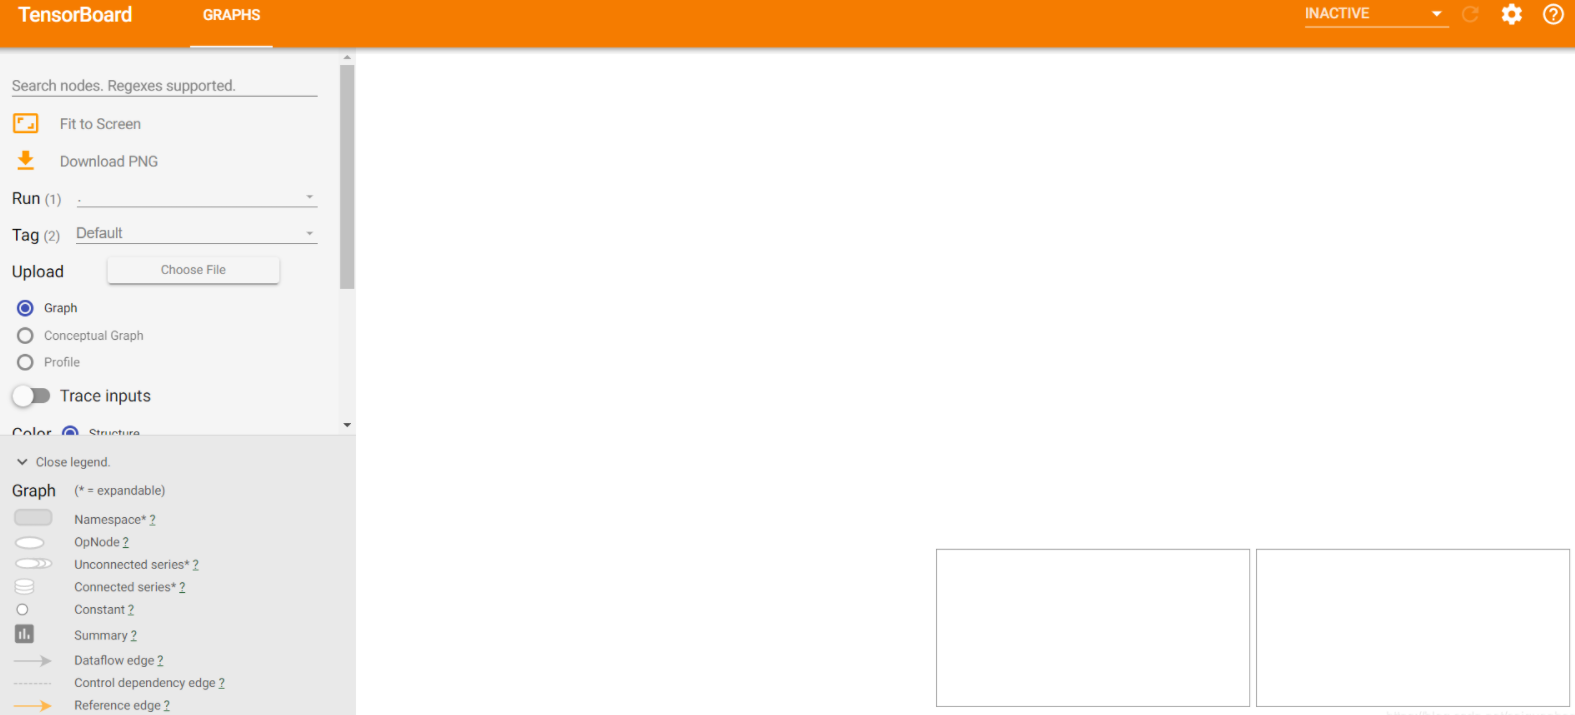 TensorBoard
GRAPHS
INACTIVE
Search nodes. Regexes supported.
Fit to Screen
Download PNG
Run (1) .
Tag (2) Default
Upload Choose File
Graph
Conceptual Graph
Profile
Trace inputs
Color Structure
Close legend.
Graph (* = expandable)
Namespace* ?
OpNode ?
Unconnected series* ?
Connected series* ?
Constant ?
Summary ?
Dataflow edge ?
Control dependency edge ?
Reference edge ?